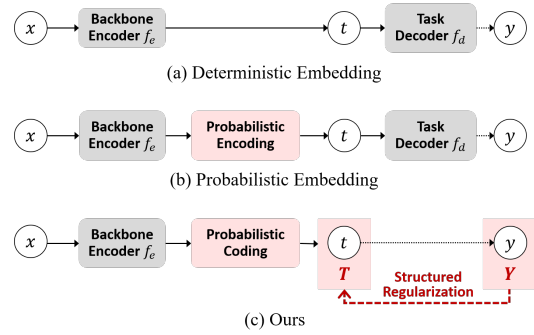 x
Backbone
Encoder fe
t
Task
Decoder fd
y
(a) Deterministic Embedding
x
Backbone
Encoder fe
Probabilistic
Encoding
t
Task
Decoder fd
y
(b) Probabilistic Embedding
x
Backbone
Encoder fe
Probabilistic
Coding
t
y
T
Y
Structured
Regularization
(c) Ours